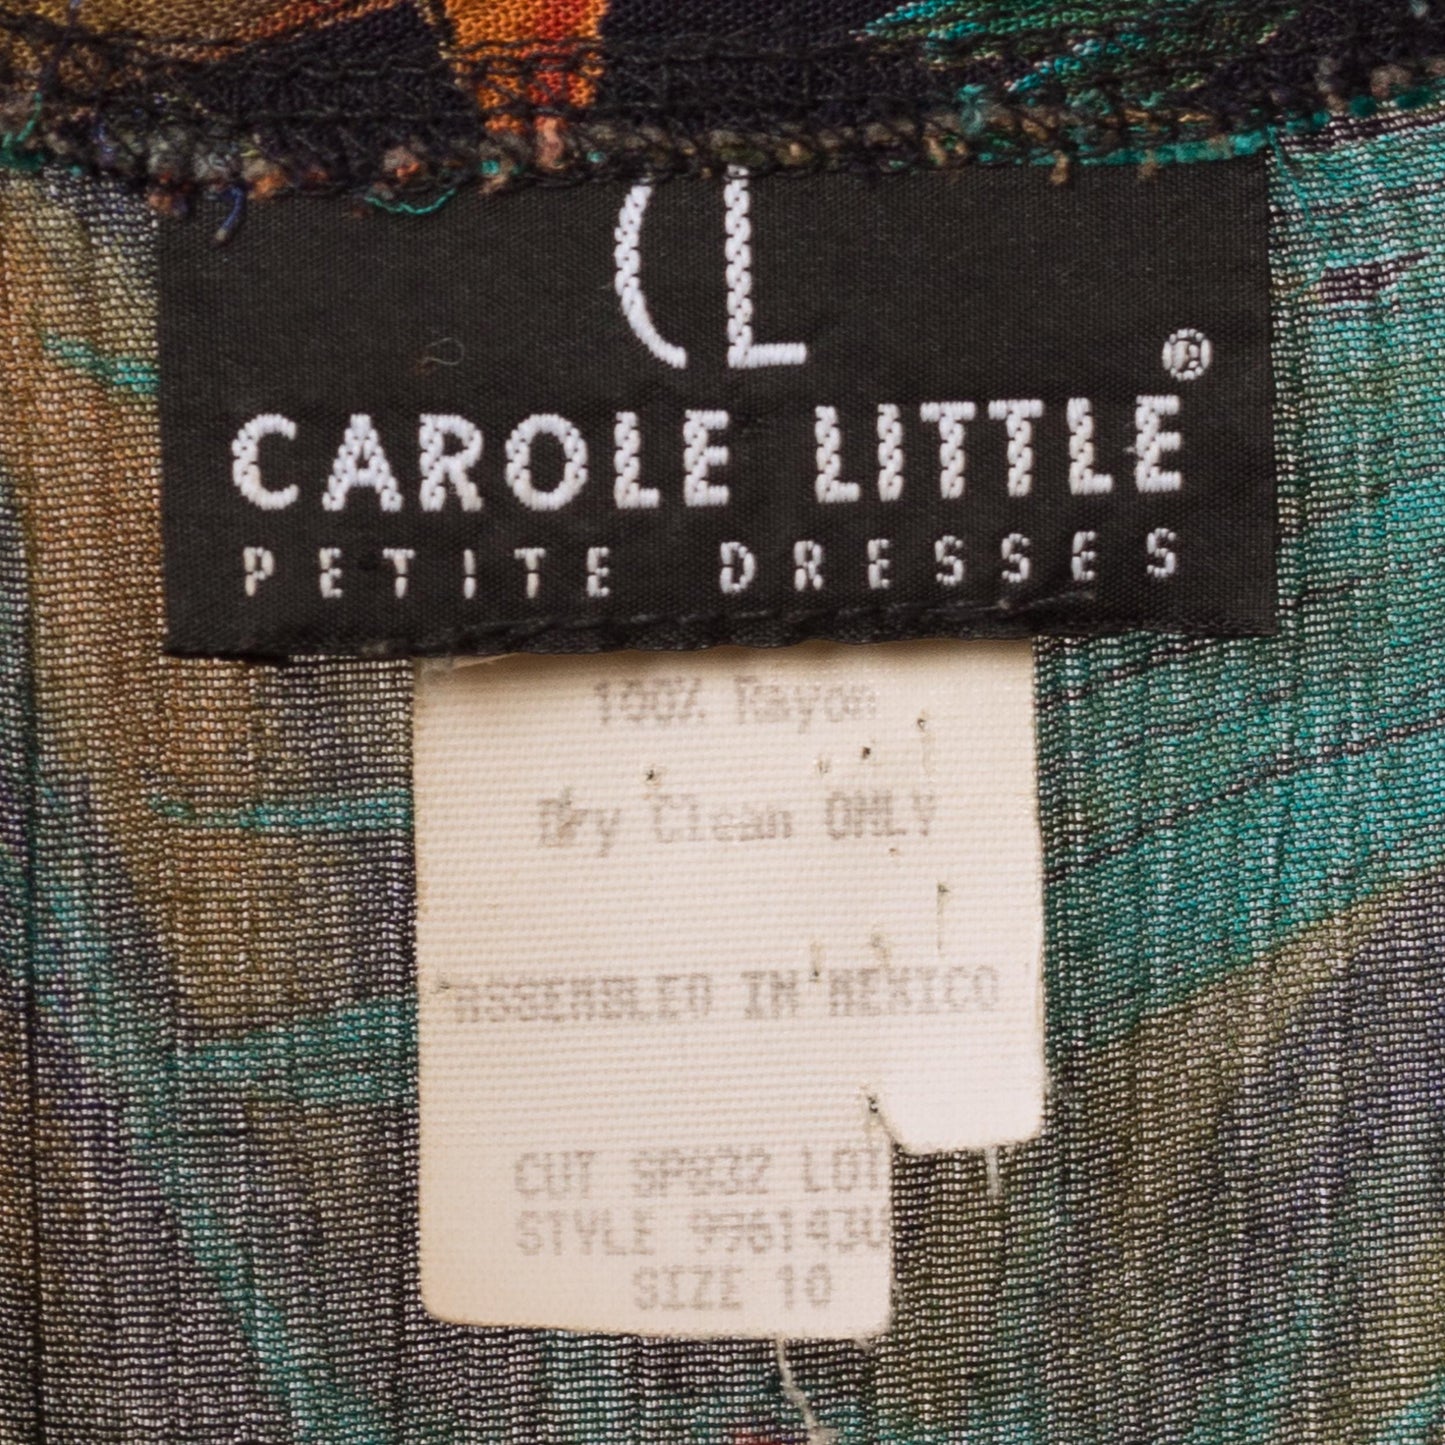 CL
®
CAROLE LITTLE
PETITE DRESSES
100% Rayon
Dry Clean ONLY
ASSEMBLED IN MEXICO
CUT SP832 LOT
STYLE 996143U
SIZE 10